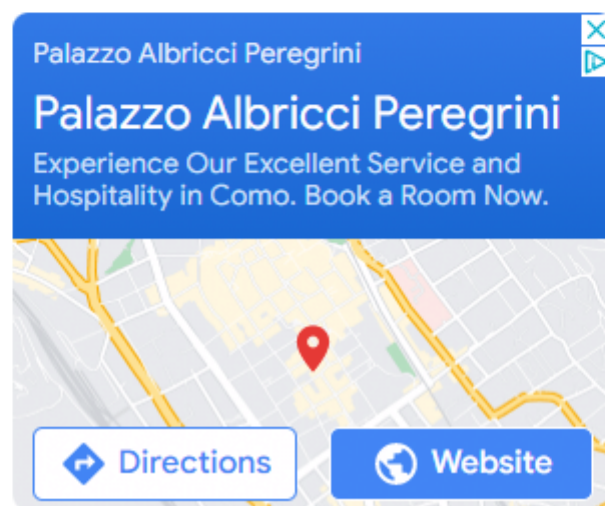 Palazzo Albricci Peregrini
Palazzo Albricci Peregrini
Experience Our Excellent Service and
Hospitality in Como. Book a Room Now.
Directions
Website